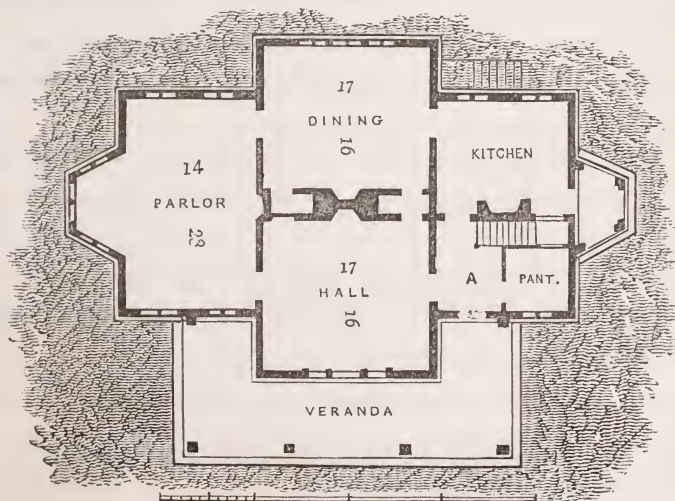 17
DINING
16
14
PARLOR
23
KITCHEN
17
HALL
16
A
PANT.
VERANDA